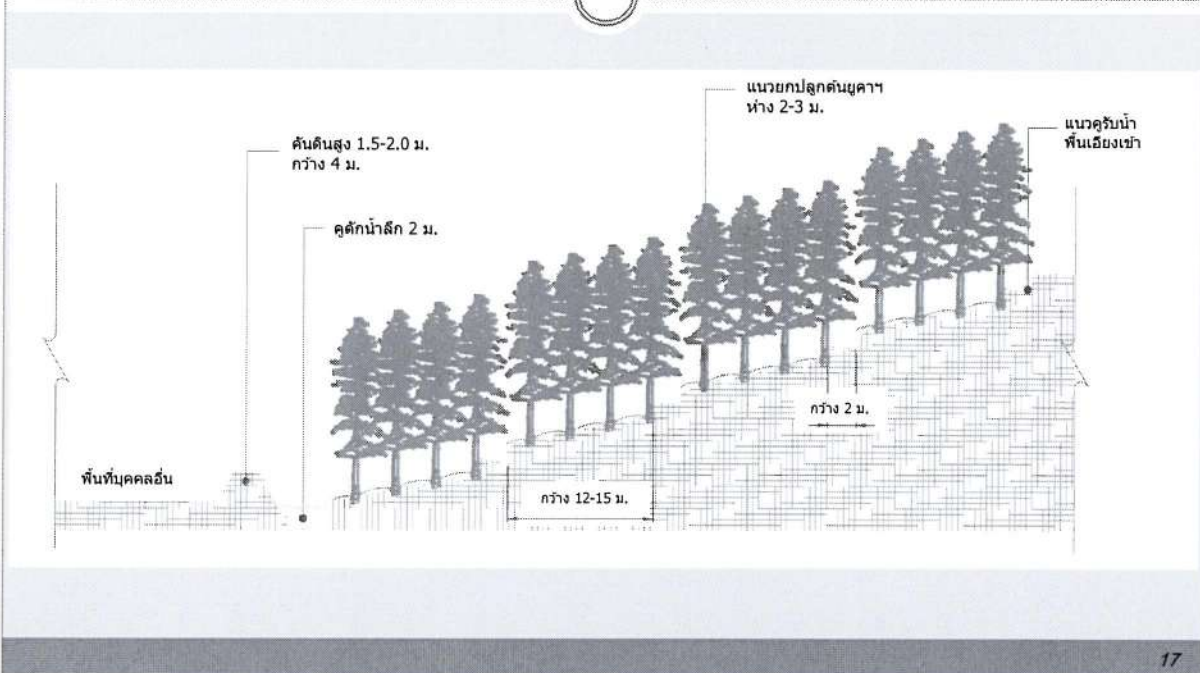 แนวยกปลูกต้นยูคาฯ
ห่าง 2-3 ม.
แนวคูรับน้ำ
พื้นเอียงเข้า
คันดินสูง 1.5-2.0 ม.
กว้าง 4 ม.
คูดักน้ำลึก 2 ม.
กว้าง 2 ม.
พื้นที่บุคคลอื่น
กว้าง 12-15 ม.
17